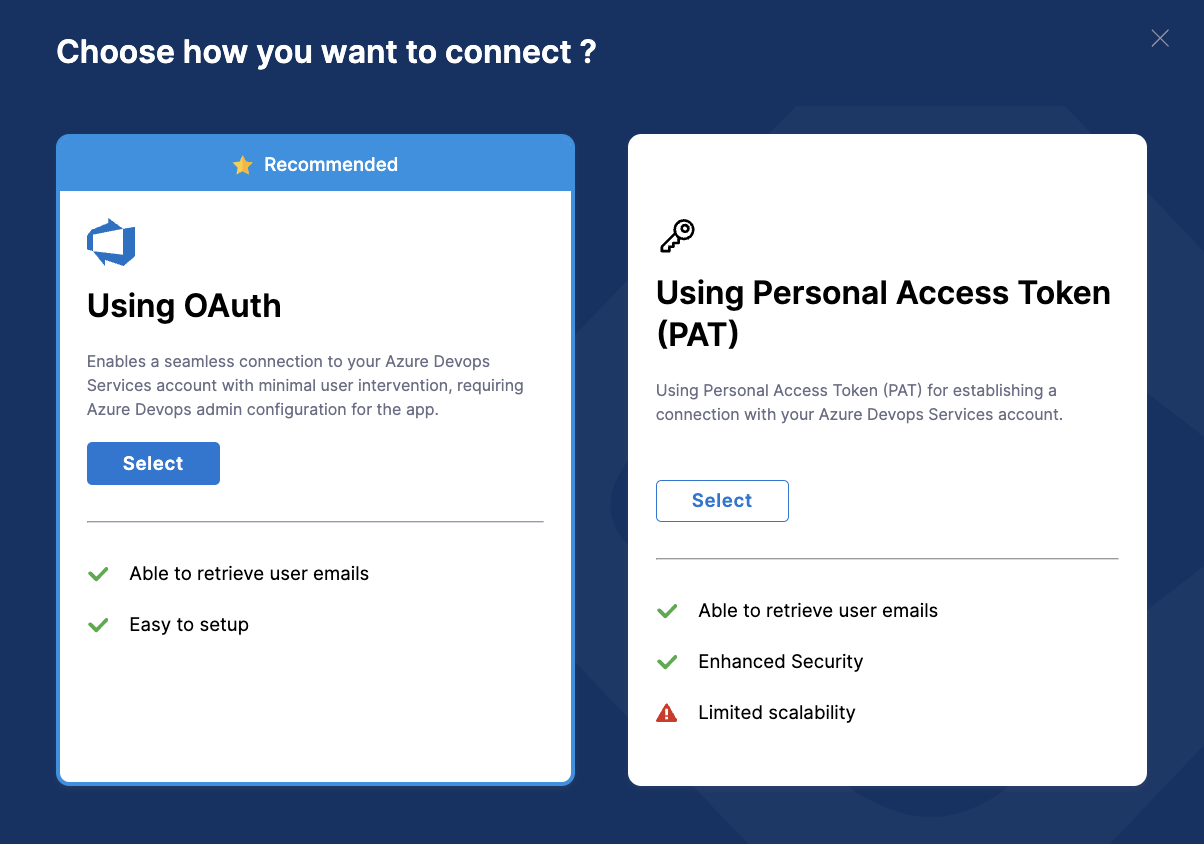 Choose how you want to connect ?
Recommended
Using OAuth
Enables a seamless connection to your Azure Devops
Services account with minimal user intervention, requiring
Azure Devops admin configuration for the app.
Select
Able to retrieve user emails
Easy to setup
Using Personal Access Token
(PAT)
Using Personal Access Token (PAT) for establishing a
connection with your Azure Devops Services account.
Select
Able to retrieve user emails
Enhanced Security
Limited scalability